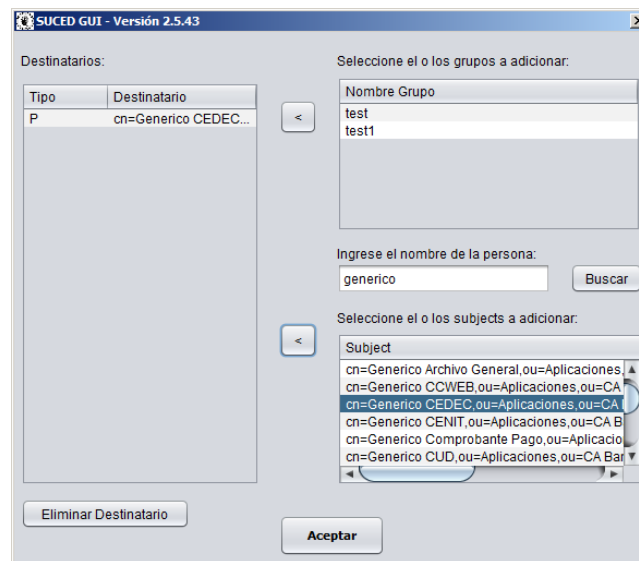 SUCED GUI - Versión 2.5.43
Destinatarios:
Tipo Destinatario
P cn=Generico CEDEC...
<
Seleccione el o los grupos a adicionar:
Nombre Grupo
test
test1
Ingrese el nombre de la persona:
generico Buscar
Seleccione el o los subjects a adicionar:
<
Subject
cn=Generico Archivo General,ou=Aplicaciones,
cn=Generico CCWEB,ou=Aplicaciones,ou=CA
cn=Generico CEDEC,ou=Aplicaciones,ou=CA
cn=Generico CENIT,ou=Aplicaciones,ou=CA B
cn=Generico Comprobante Pago,ou=Aplicacio
cn=Generico CUD,ou=Aplicaciones,ou=CA Bar
Eliminar Destinatario
Aceptar